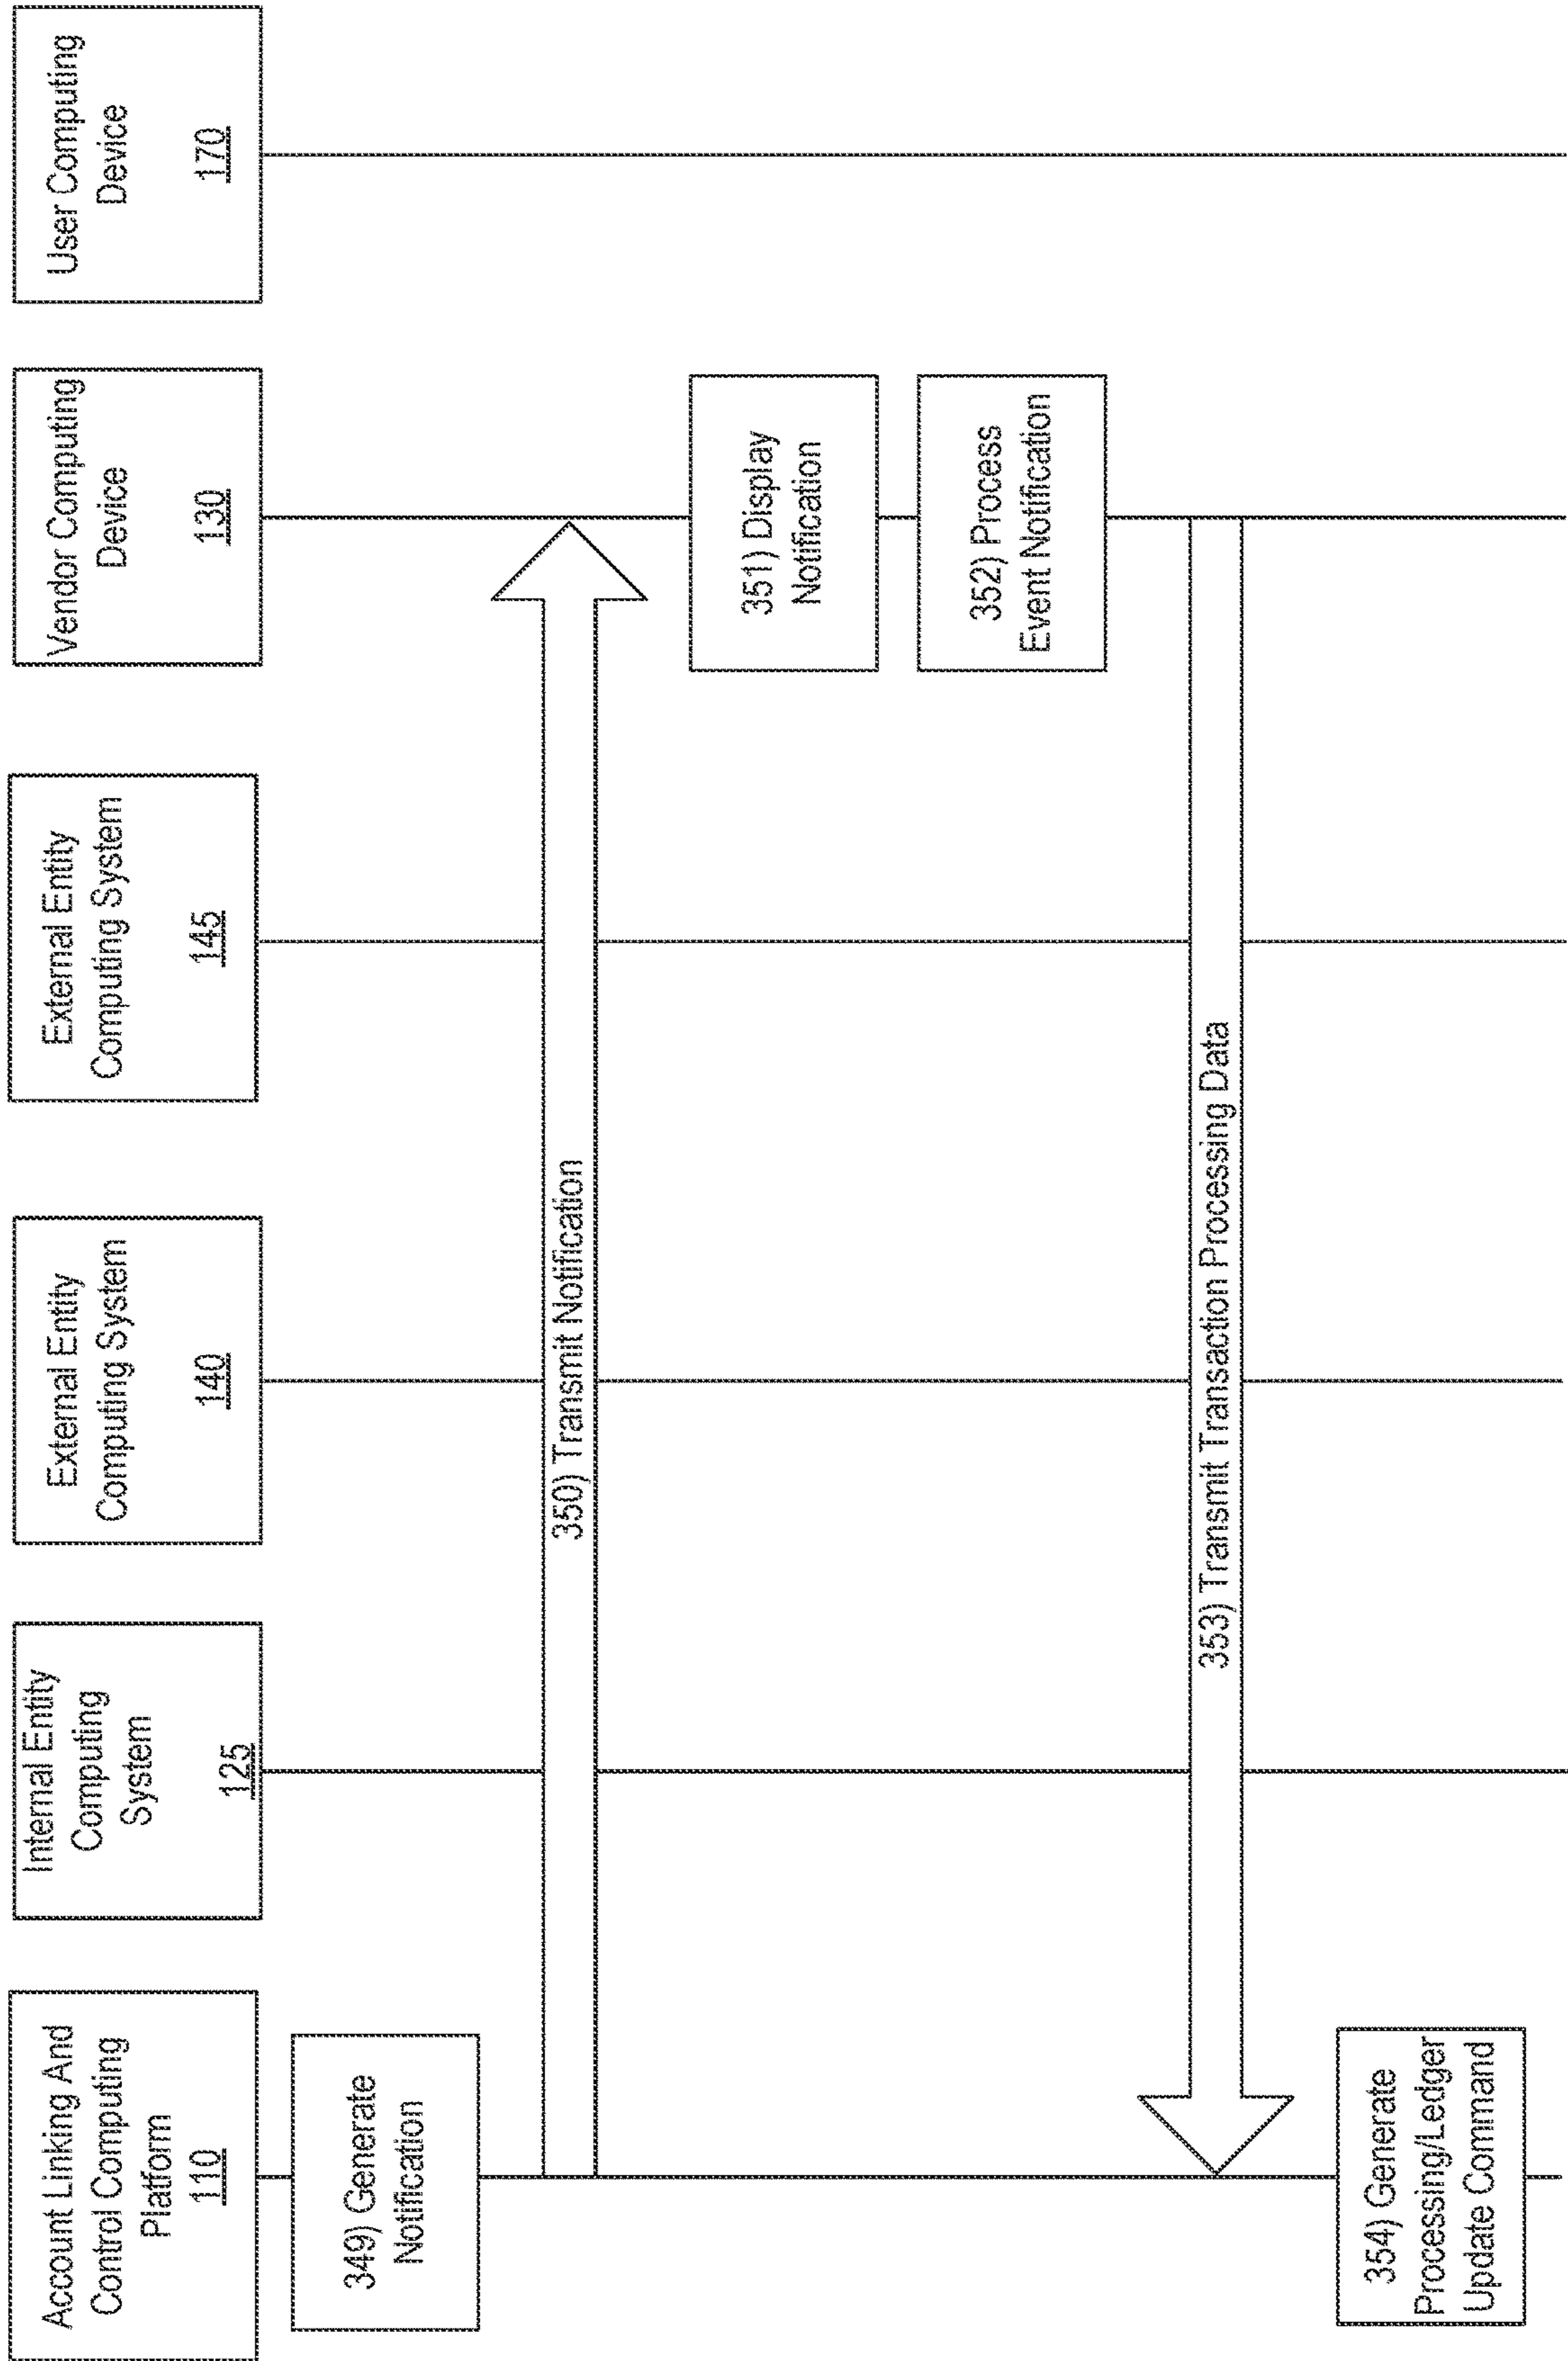 Account Linking And
Control Computing
Platform
110
Internal Entity
Computing
System
125
External Entity
Computing System
140
External Entity
Computing System
145
Vendor Computing
Device
130
User Computing
Device
170
349) Generate
Notification
350) Transmit Notification
351) Display
Notification
352) Process
Event Notification
353) Transmit Transaction Processing Data
354) Generate
Processing/Ledger
Update Command